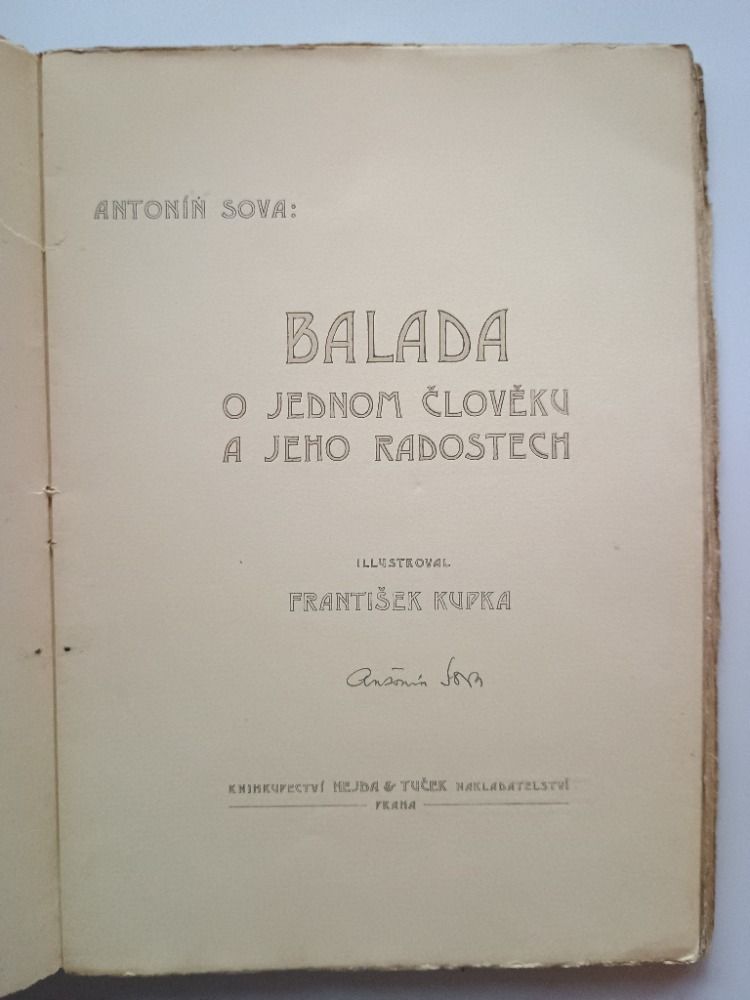 ANTONÍN SOVA:
BALADA
O JEDNOM ČLOVĚKU
A JEHO RADOSTECH
ILLUSTROVAL
FRANTIŠEK KUPKA
Antonín Sova
KNIHKUPECTVÍ HEJDA & TUČEK NAKLADATELSTVÍ
PRAHA